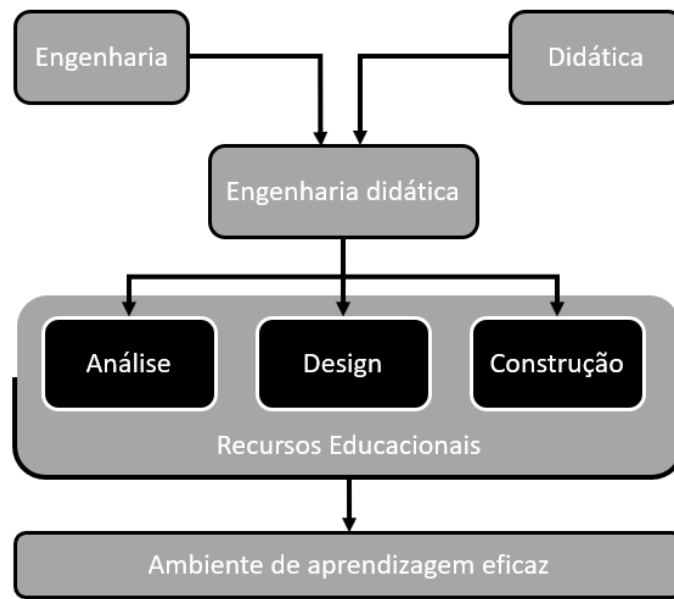 Engenharia
Didática
Engenharia didática
Análise
Design
Construção
Recursos Educacionais
Ambiente de aprendizagem eficaz